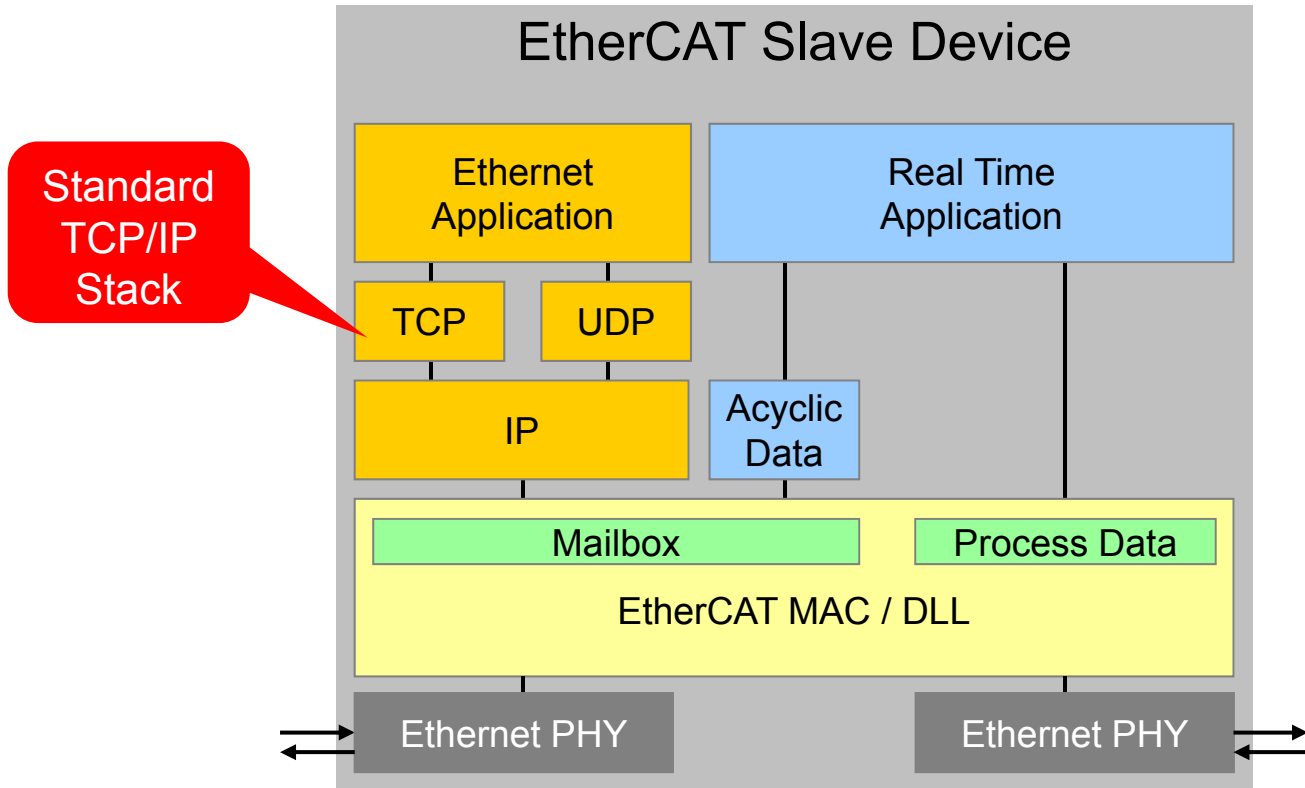 EtherCAT Slave Device
Standard
TCP/IP
Stack
Ethernet
Application
Real Time
Application
TCP
UDP
IP
Acyclic
Data
Mailbox
Process Data
EtherCAT MAC / DLL
Ethernet PHY
Ethernet PHY